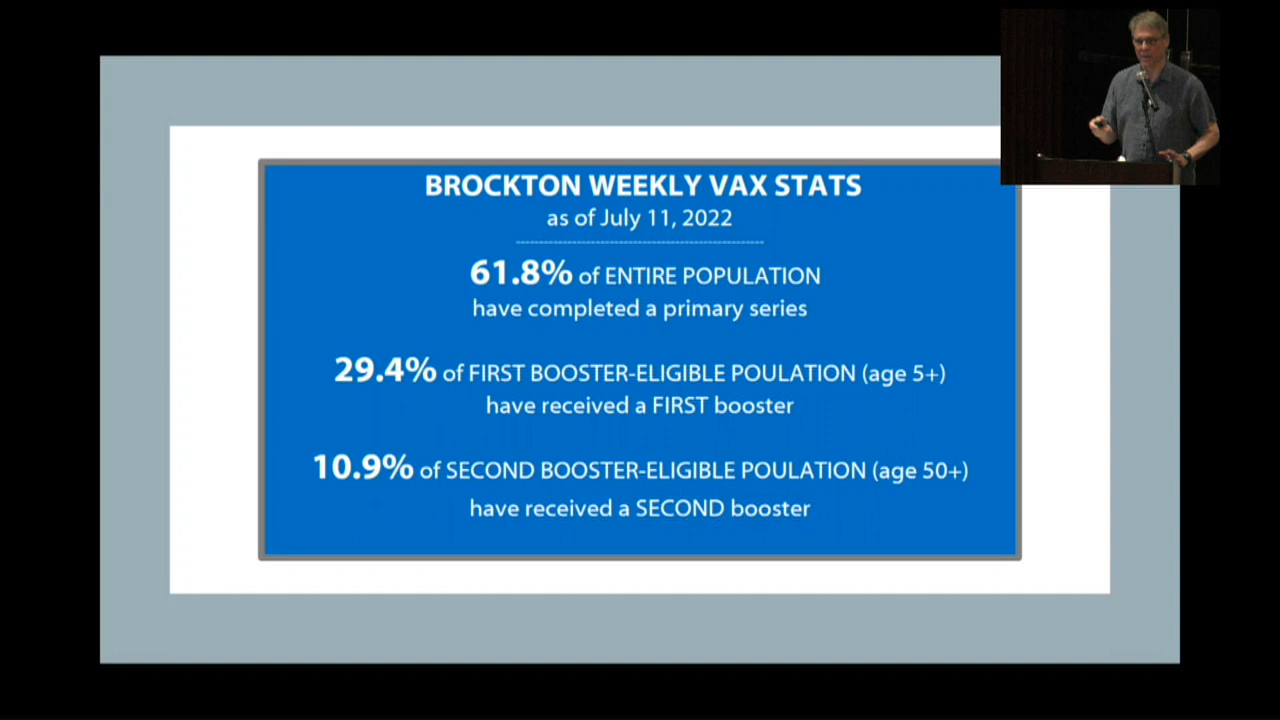 BROCKTON WEEKLY VAX STATS
as of July 11, 2022
61.8% of ENTIRE POPULATION
have completed a primary series
29.4% of FIRST BOOSTER-ELIGIBLE POULATION (age 5+)
have received a FIRST booster
10.9% of SECOND BOOSTER-ELIGIBLE POULATION (age 50+)
have received a SECOND booster